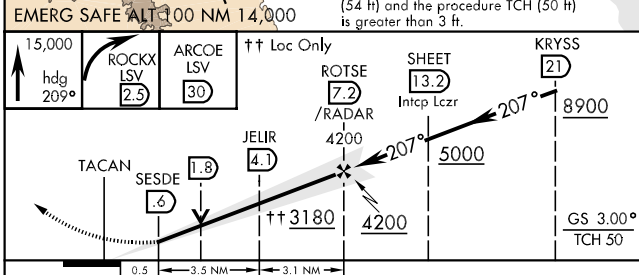 EMERG SAFE ALT 100 NM 14,000
(54 ft) and the procedure TCH (50 ft)
is greater than 3 ft.
15,000
hdg
209°
ROCKX
LSV
2.5
ARCOE
LSV
30
†† Loc Only
ROTSE
7.2
/RADAR
4200
SHEET
13.2
Intcp Lczr
KRYSS
21
207°
8900
207°
5000
JELIR
4.1
1.8
TACAN
SESDE
.6
††3180
4200
GS 3.00°
TCH 50
0.5
3.5 NM
3.1 NM